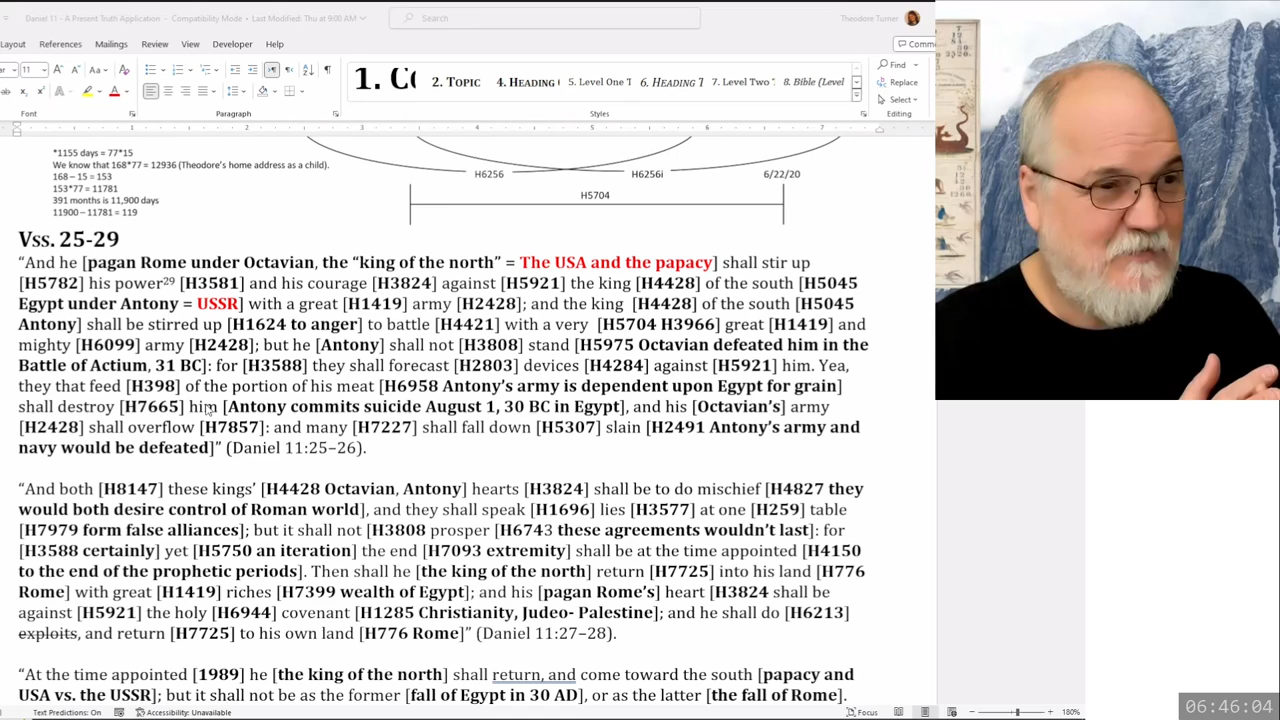 Daniel 11 - A Present Truth Application - Compatibility Mode • Last Modified: Thu at 9:00 AM
Search
Theodore Turner
Layout References Mailings Review View Developer Help
Comme
11
Aa
1. Co
2. Topic
4. Heading
5. Level One T
6. Heading
7. Level Two
8. Bible (Level
Find
Replace
Select
Font
Paragraph
Styles
Editing
1 2 3 4 5 6 7
*1155 days = 77*15
We know that 168*77 = 12936 (Theodore's home address as a child).
168 – 15 = 153
153*77 = 11781
391 months is 11,900 days
11900 – 11781 = 119
H6256
H6256i
6/22/20
H5704
Vss. 25-29
“And he [pagan Rome under Octavian, the “king of the north” = The USA and the papacy] shall stir up
[H5782] his power29 [H3581] and his courage [H3824] against [H5921] the king [H4428] of the south [H5045
Egypt under Antony = USSR] with a great [H1419] army [H2428]; and the king [H4428] of the south [H5045
Antony] shall be stirred up [H1624 to anger] to battle [H4421] with a very [H5704 H3966] great [H1419] and
mighty [H6099] army [H2428]; but he [Antony] shall not [H3808] stand [H5975 Octavian defeated him in the
Battle of Actium, 31 BC]: for [H3588] they shall forecast [H2803] devices [H4284] against [H5921] him. Yea,
they that feed [H398] of the portion of his meat [H6958 Antony’s army is dependent upon Egypt for grain]
shall destroy [H7665] him [Antony commits suicide August 1, 30 BC in Egypt], and his [Octavian’s] army
[H2428] shall overflow [H7857]: and many [H7227] shall fall down [H5307] slain [H2491 Antony’s army and
navy would be defeated]” (Daniel 11:25–26).
“And both [H8147] these kings’ [H4428 Octavian, Antony] hearts [H3824] shall be to do mischief [H4827 they
would both desire control of Roman world], and they shall speak [H1696] lies [H3577] at one [H259] table
[H7979 form false alliances]; but it shall not [H3808 prosper [H6743 these agreements wouldn’t last]: for
[H3588 certainly] yet [H5750 an iteration] the end [H7093 extremity] shall be at the time appointed [H4150
to the end of the prophetic periods]. Then shall he [the king of the north] return [H7725] into his land [H776
Rome] with great [H1419] riches [H7399 wealth of Egypt]; and his [pagan Rome’s] heart [H3824 shall be
against [H5921] the holy [H6944] covenant [H1285 Christianity, Judeo- Palestine]; and he shall do [H6213]
exploits, and return [H7725] to his own land [H776 Rome]” (Daniel 11:27–28).
“At the time appointed [1989] he [the king of the north] shall return, and come toward the south [papacy and
USA vs. the USSR]; but it shall not be as the former [fall of Egypt in 30 AD], or as the latter [the fall of Rome].
Text Predictions: On
Accessibility: Unavailable
Focus
180%
06:46:04